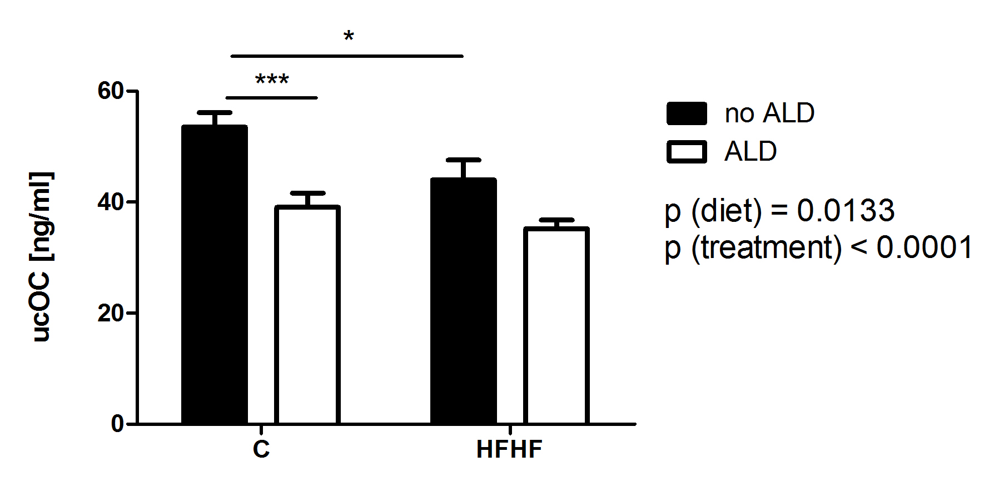 *
***
60
40
20
0
ucOC [ng/ml]
C
HFHF
no ALD
ALD
p (diet) = 0.0133
p (treatment) < 0.0001